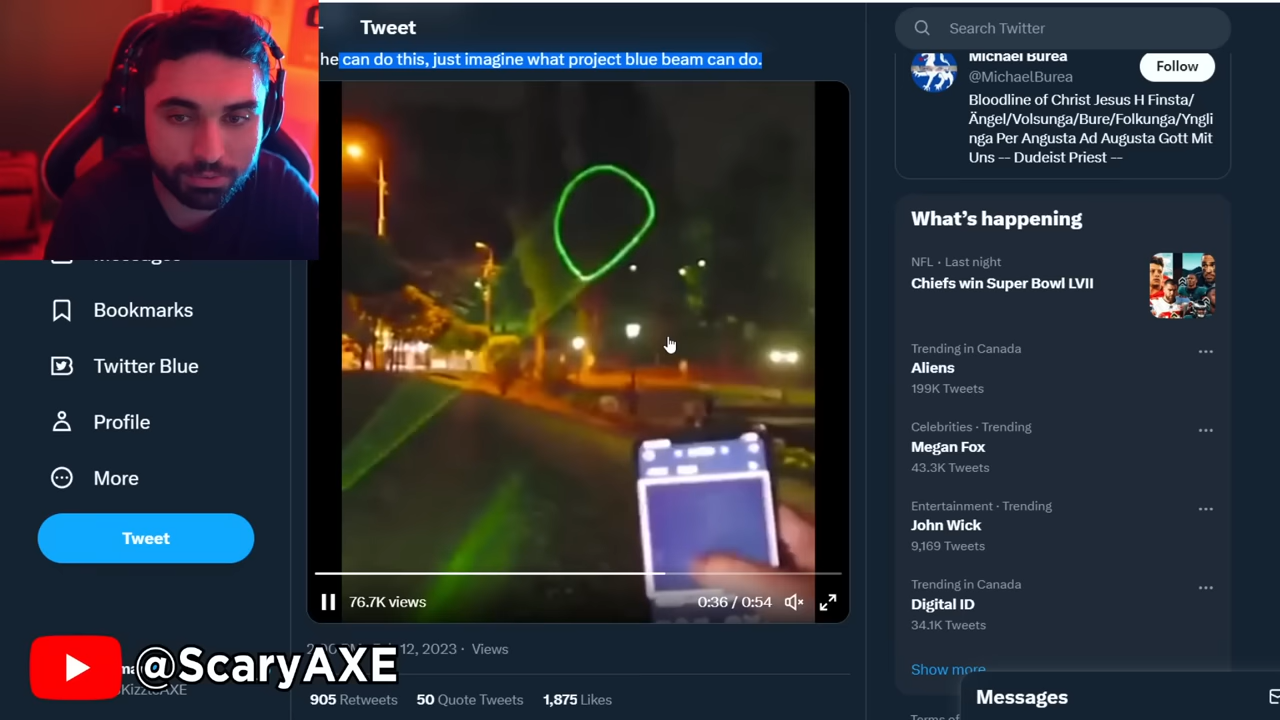 Tweet
he can do this, just imagine what project blue beam can do.
Search Twitter
Michael Burea
@MichaelBurea
Follow
Bloodline of Christ Jesus H Finsta/
Ängel/Volsunga/Bure/Folkunga/Yngli
nga Per Angusta Ad Augusta Gott Mit
Uns -- Dudeist Priest --
Bookmarks
Twitter Blue
Profile
More
Tweet
76.7K views
0:36 / 0:54
12, 2023 · Views
905 Retweets 50 Quote Tweets 1,875 Likes
@ScaryAXE
KizzleAXE
What's happening
NFL · Last night
Chiefs win Super Bowl LVII
Trending in Canada
Aliens
199K Tweets
Celebrities · Trending
Megan Fox
43.3K Tweets
Entertainment · Trending
John Wick
9,169 Tweets
Trending in Canada
Digital ID
34.1K Tweets
Show more
Messages